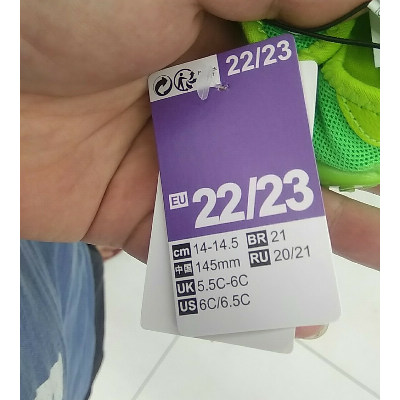 22/23
EU 22/23
cm 14-14.5 BR 21
中国 145mm RU 20/21
UK 5.5C-6C
US 6C/6.5C